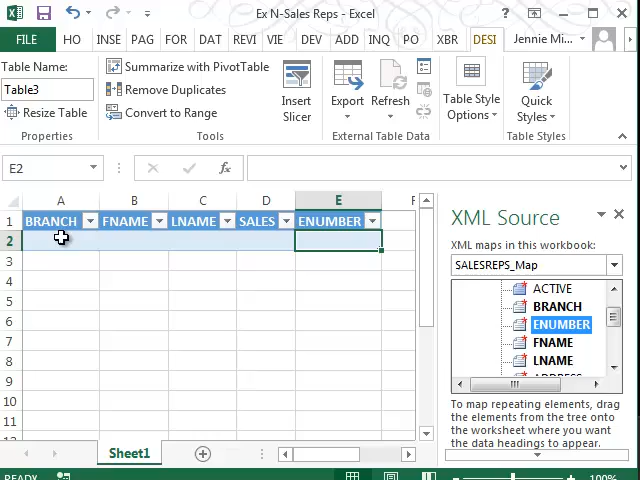 Ex N-Sales Reps - Excel
FILE HO INSE PAG FOR DAT REVI VIE DEV ADD INQ PO XBR DESI Jennie Mi...
Table Name:
Table3
Resize Table
Properties
Summarize with PivotTable
Remove Duplicates
Convert to Range
Tools
Insert
Slicer
Export
Refresh
External Table Data
Table Style
Options
Quick
Styles
Table Styles
E2
fx
A B C D E F
1 BRANCH FNAME LNAME SALES ENUMBER
2
3
4
5
6
7
8
9
10
11
XML Source
XML maps in this workbook:
SALESREPS_Map
ACTIVE
BRANCH
ENUMBER
FNAME
LNAME
ADDRESS
To map repeating elements, drag
the elements from the tree onto
the worksheet where you want
the data headings to appear.
Sheet1
READY
100%